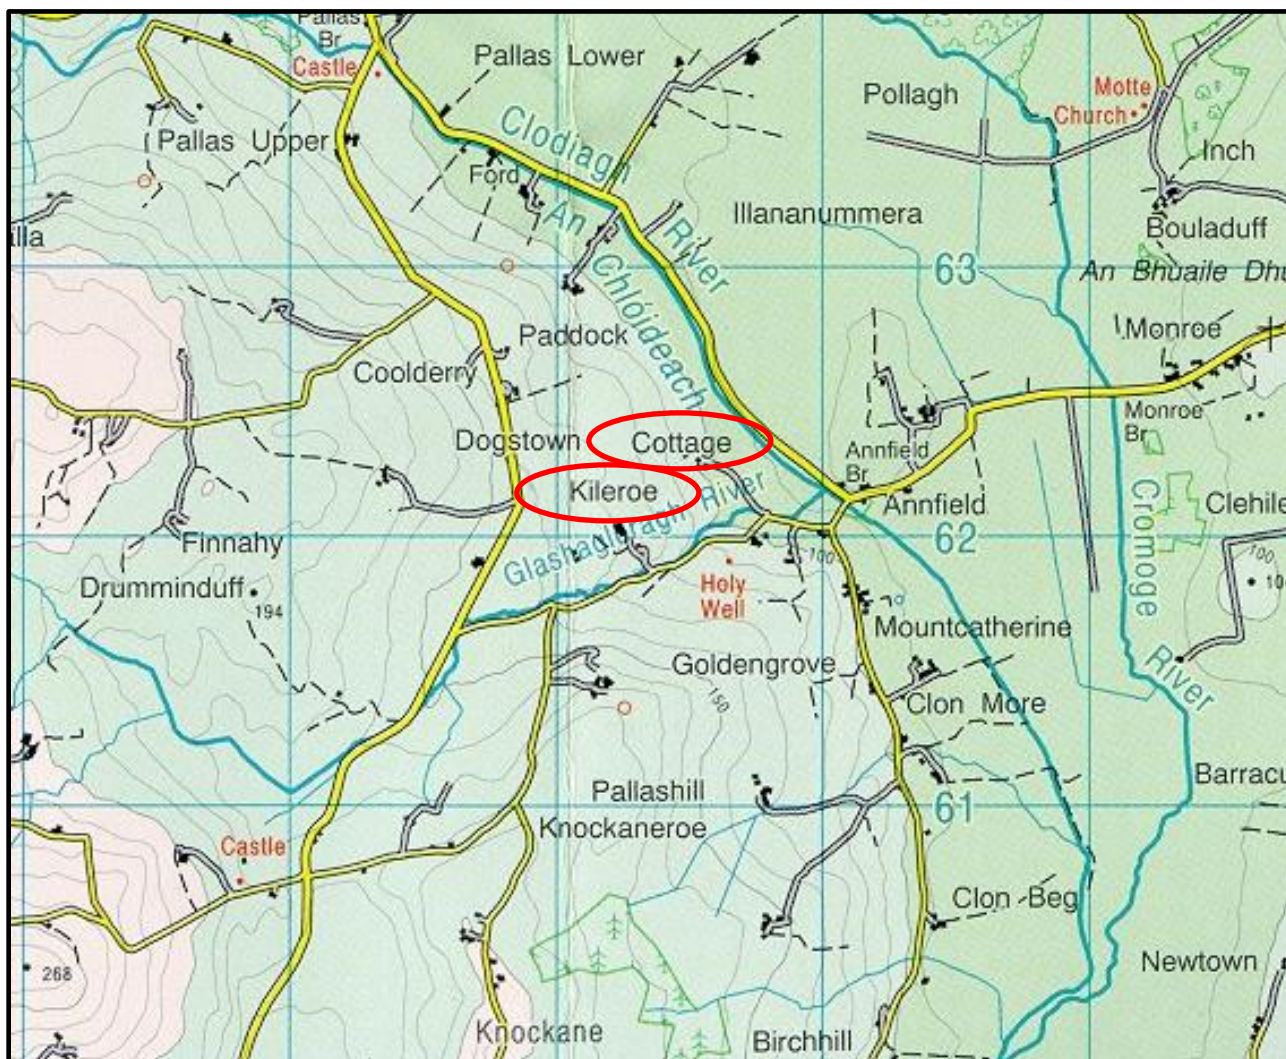 Pallas
Br
Castle
Pallas Lower
Pallas Upper
Ford
Clodiagh River
An Chlóideach
Pollagh
Motte
Church
Inch
Illananummera
Bouladuff
An Bhuaile Dhu
lla
63
Paddock
Coolderry
Monroe
Monroe
Br
Dogstown
Cottage
Kileroe
Annfield
Br
Annfield
Clehile
Finnahy
Glashagloragh River
62
100
100
10
Cromoge River
Drumminduff
194
Holy
Well
Mountcatherine
Goldengrove
150
Clon More
Barracu
Pallashill
61
Knockaneroe
Castle
Clon Beg
268
Newtown
Knockane
Birchhill